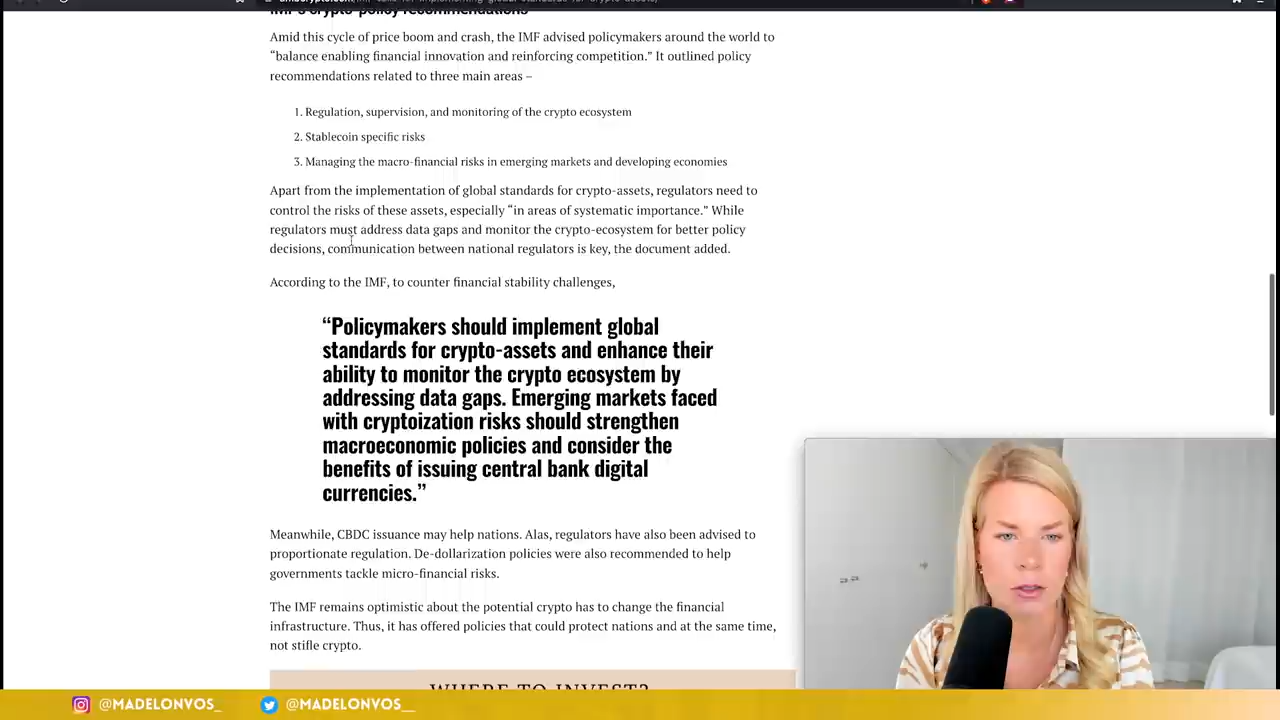 IMF's crypto policy recommendations
Amid this cycle of price boom and crash, the IMF advised policymakers around the world to
“balance enabling financial innovation and reinforcing competition.” It outlined policy
recommendations related to three main areas –
1. Regulation, supervision, and monitoring of the crypto ecosystem
2. Stablecoin specific risks
3. Managing the macro-financial risks in emerging markets and developing economies
Apart from the implementation of global standards for crypto-assets, regulators need to
control the risks of these assets, especially “in areas of systematic importance.” While
regulators must address data gaps and monitor the crypto-ecosystem for better policy
decisions, communication between national regulators is key, the document added.
According to the IMF, to counter financial stability challenges,
“Policymakers should implement global
standards for crypto-assets and enhance their
ability to monitor the crypto ecosystem by
addressing data gaps. Emerging markets faced
with cryptoization risks should strengthen
macroeconomic policies and consider the
benefits of issuing central bank digital
currencies.”
Meanwhile, CBDC issuance may help nations. Alas, regulators have also been advised to
proportionate regulation. De-dollarization policies were also recommended to help
governments tackle micro-financial risks.
The IMF remains optimistic about the potential crypto has to change the financial
infrastructure. Thus, it has offered policies that could protect nations and at the same time,
not stifle crypto.
WHERE TO INVEST?
@MADELONVOS_ @MADELONVOS__